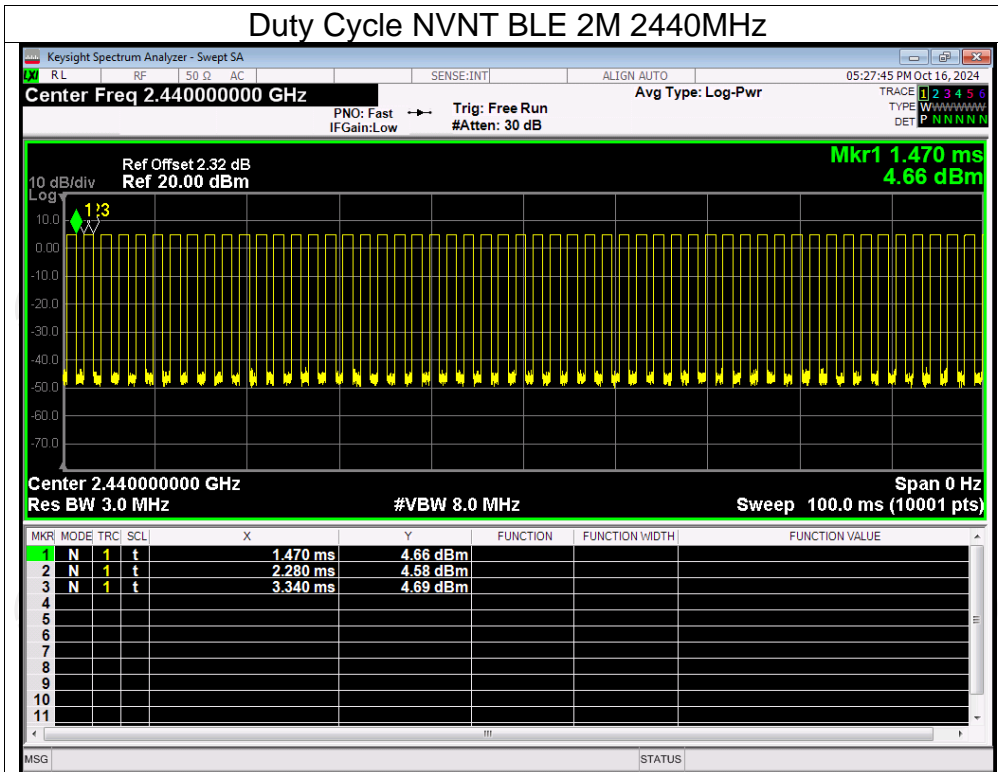 Duty Cycle NVNT BLE 2M 2440MHz
Keysight Spectrum Analyzer - Swept SA
LXI RL RF 50 Ω AC SENSE:INT ALIGN AUTO 05:27:45 PM Oct 16, 2024
Center Freq 2.440000000 GHz Avg Type: Log-Pwr TRACE 1 2 3 4 5 6
PNO: Fast Trig: Free Run TYPE WWWWWW
IFGain:Low #Atten: 30 dB DET P N N N N N
Mkr1 1.470 ms
Ref Offset 2.32 dB
10 dB/div Ref 20.00 dBm 4.66 dBm
Log
10.0
0.00
-10.0
-20.0
-30.0
-40.0
-50.0
-60.0
-70.0
Center 2.440000000 GHz Span 0 Hz
Res BW 3.0 MHz #VBW 8.0 MHz Sweep 100.0 ms (10001 pts)
MKR MODE TRC SCL X Y FUNCTION FUNCTION WIDTH FUNCTION VALUE
1 N 1 t 1.470 ms 4.66 dBm
2 N 1 t 2.280 ms 4.58 dBm
3 N 1 t 3.340 ms 4.69 dBm
4
5
6
7
8
9
10
11
MSG STATUS